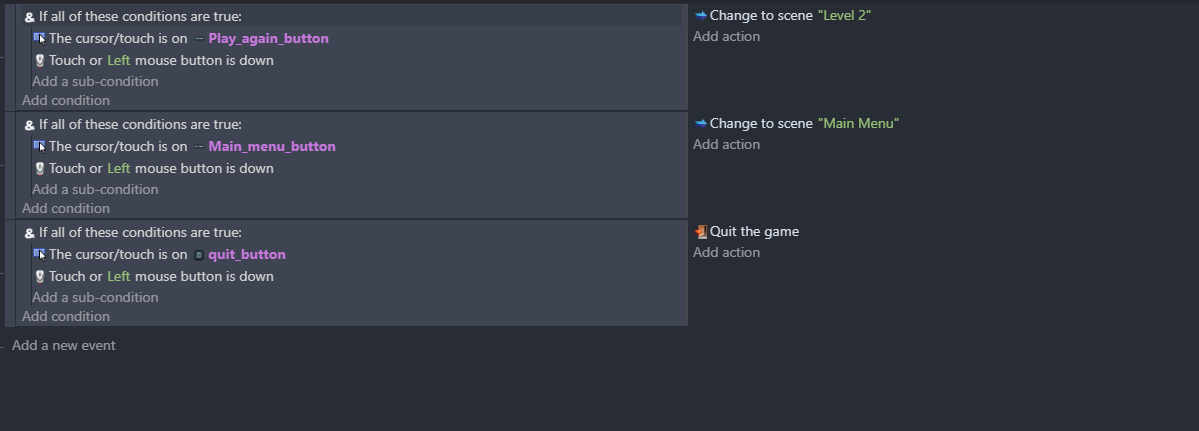 & If all of these conditions are true:
The cursor/touch is on Play_again_button
Touch or Left mouse button is down
Add a sub-condition
Add condition
Change to scene "Level 2"
Add action
& If all of these conditions are true:
The cursor/touch is on Main_menu_button
Touch or Left mouse button is down
Add a sub-condition
Add condition
Change to scene "Main Menu"
Add action
& If all of these conditions are true:
The cursor/touch is on quit_button
Touch or Left mouse button is down
Add a sub-condition
Add condition
Quit the game
Add action
Add a new event